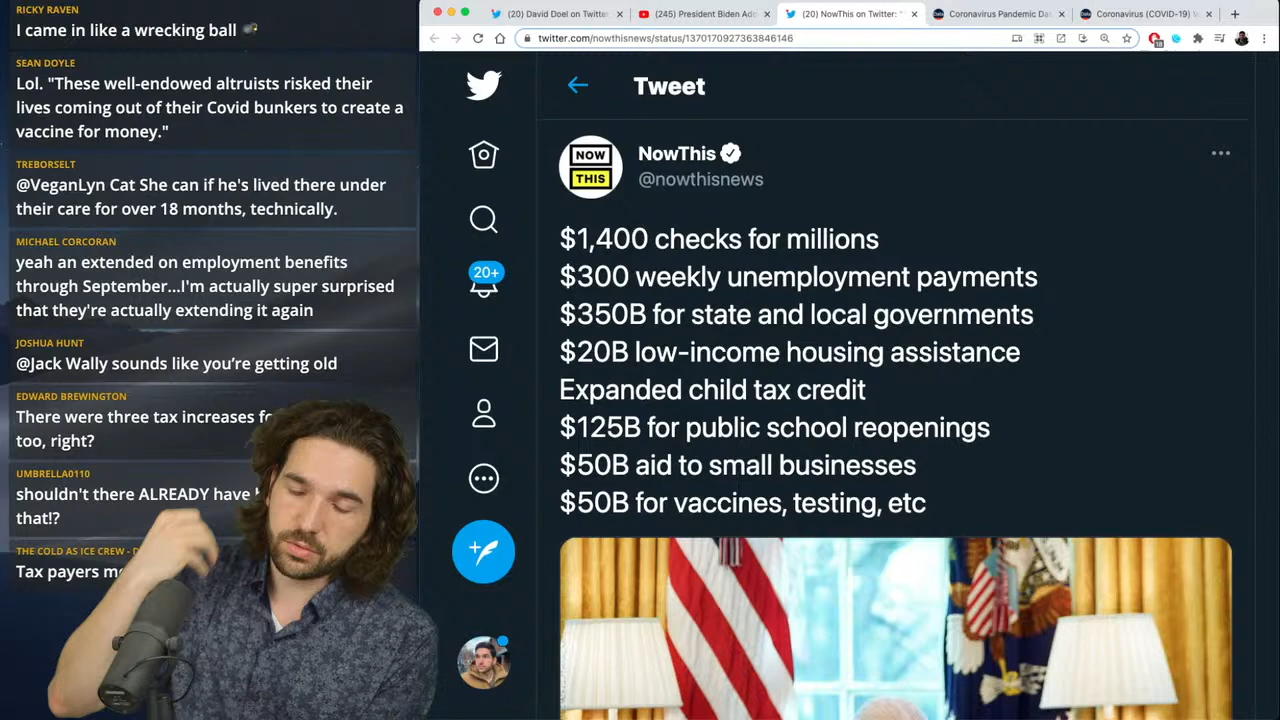 RICKY RAVEN
I came in like a wrecking ball
SEAN DOYLE
Lol. "These well-endowed altruists risked their
lives coming out of their Covid bunkers to create a
vaccine for money."
TREBORSELT
@VeganLyn Cat She can if he's lived there under
their care for over 18 months, technically.
MICHAEL CORCORAN
yeah an extended on employment benefits
through September...I'm actually super surprised
that they're actually extending it again
JOSHUA HUNT
@Jack Wally sounds like you're getting old
EDWARD BREWINGTON
There were three tax increases
too, right?
UMBRELLA0110
shouldn't there ALREADY have
that!?
THE COLD AS ICE CREW -
Tax payers
(20) David Doel on Twitter
(245) President Biden
(20) NowThis on Twitter: "
Coronavirus Pandemic
Coronavirus (COVID-19)
twitter.com/nowthisnews/status/1370170927363846146
Tweet
NOW
THIS
NowThis
@nowthisnews
20+
$1,400 checks for millions
$300 weekly unemployment payments
$350B for state and local governments
$20B low-income housing assistance
Expanded child tax credit
$125B for public school reopenings
$50B aid to small businesses
$50B for vaccines, testing, etc